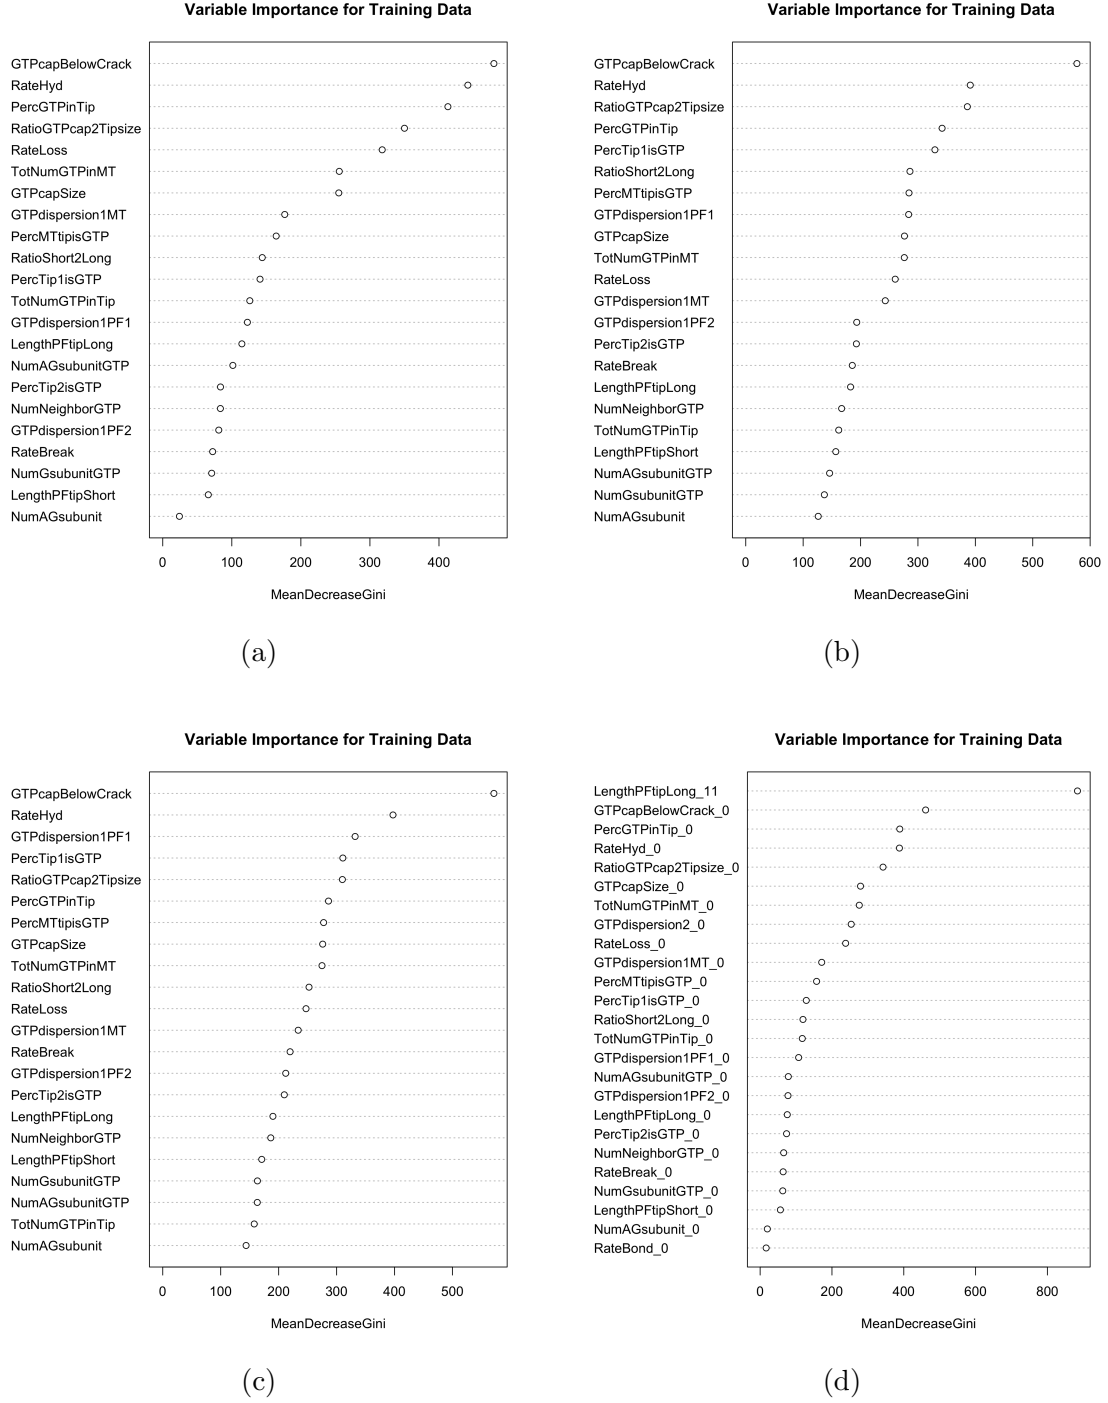 Variable Importance for Training Data
GTPcapBelowCrack
RateHyd
PercGTPinTip
RatioGTPcap2Tipsize
RateLoss
TotNumGTPinMT
GTPcapSize
GTPdispersion1MT
PercMTtipisGTP
RatioShort2Long
PercTip1isGTP
TotNumGTPinTip
GTPdispersion1PF1
LengthPFtipLong
NumAGsubunitGTP
PercTip2isGTP
NumNeighborGTP
GTPdispersion1PF2
RateBreak
NumGsubunitGTP
LengthPFtipShort
NumAGsubunit
0 100 200 300 400
MeanDecreaseGini
(a)
Variable Importance for Training Data
GTPcapBelowCrack
RateHyd
RatioGTPcap2Tipsize
PercGTPinTip
PercTip1isGTP
RatioShort2Long
PercMTtipisGTP
GTPdispersion1PF1
GTPcapSize
TotNumGTPinMT
RateLoss
GTPdispersion1MT
GTPdispersion1PF2
PercTip2isGTP
RateBreak
LengthPFtipLong
NumNeighborGTP
TotNumGTPinTip
LengthPFtipShort
NumAGsubunitGTP
NumGsubunitGTP
NumAGsubunit
0 100 200 300 400 500 600
MeanDecreaseGini
(b)
Variable Importance for Training Data
GTPcapBelowCrack
RateHyd
GTPdispersion1PF1
PercTip1isGTP
RatioGTPcap2Tipsize
PercGTPinTip
PercMTtipisGTP
GTPcapSize
TotNumGTPinMT
RatioShort2Long
RateLoss
GTPdispersion1MT
RateBreak
GTPdispersion1PF2
PercTip2isGTP
LengthPFtipLong
NumNeighborGTP
LengthPFtipShort
NumGsubunitGTP
NumAGsubunitGTP
TotNumGTPinTip
NumAGsubunit
0 100 200 300 400 500
MeanDecreaseGini
(c)
Variable Importance for Training Data
LengthPFtipLong_11
GTPcapBelowCrack_0
PercGTPinTip_0
RateHyd_0
RatioGTPcap2Tipsize_0
GTPcapSize_0
TotNumGTPinMT_0
GTPdispersion2_0
RateLoss_0
GTPdispersion1MT_0
PercMTtipisGTP_0
PercTip1isGTP_0
RatioShort2Long_0
TotNumGTPinTip_0
GTPdispersion1PF1_0
NumAGsubunitGTP_0
GTPdispersion1PF2_0
LengthPFtipLong_0
PercTip2isGTP_0
NumNeighborGTP_0
RateBreak_0
NumGsubunitGTP_0
LengthPFtipShort_0
NumAGsubunit_0
RateBond_0
0 200 400 600 800
MeanDecreaseGini
(d)